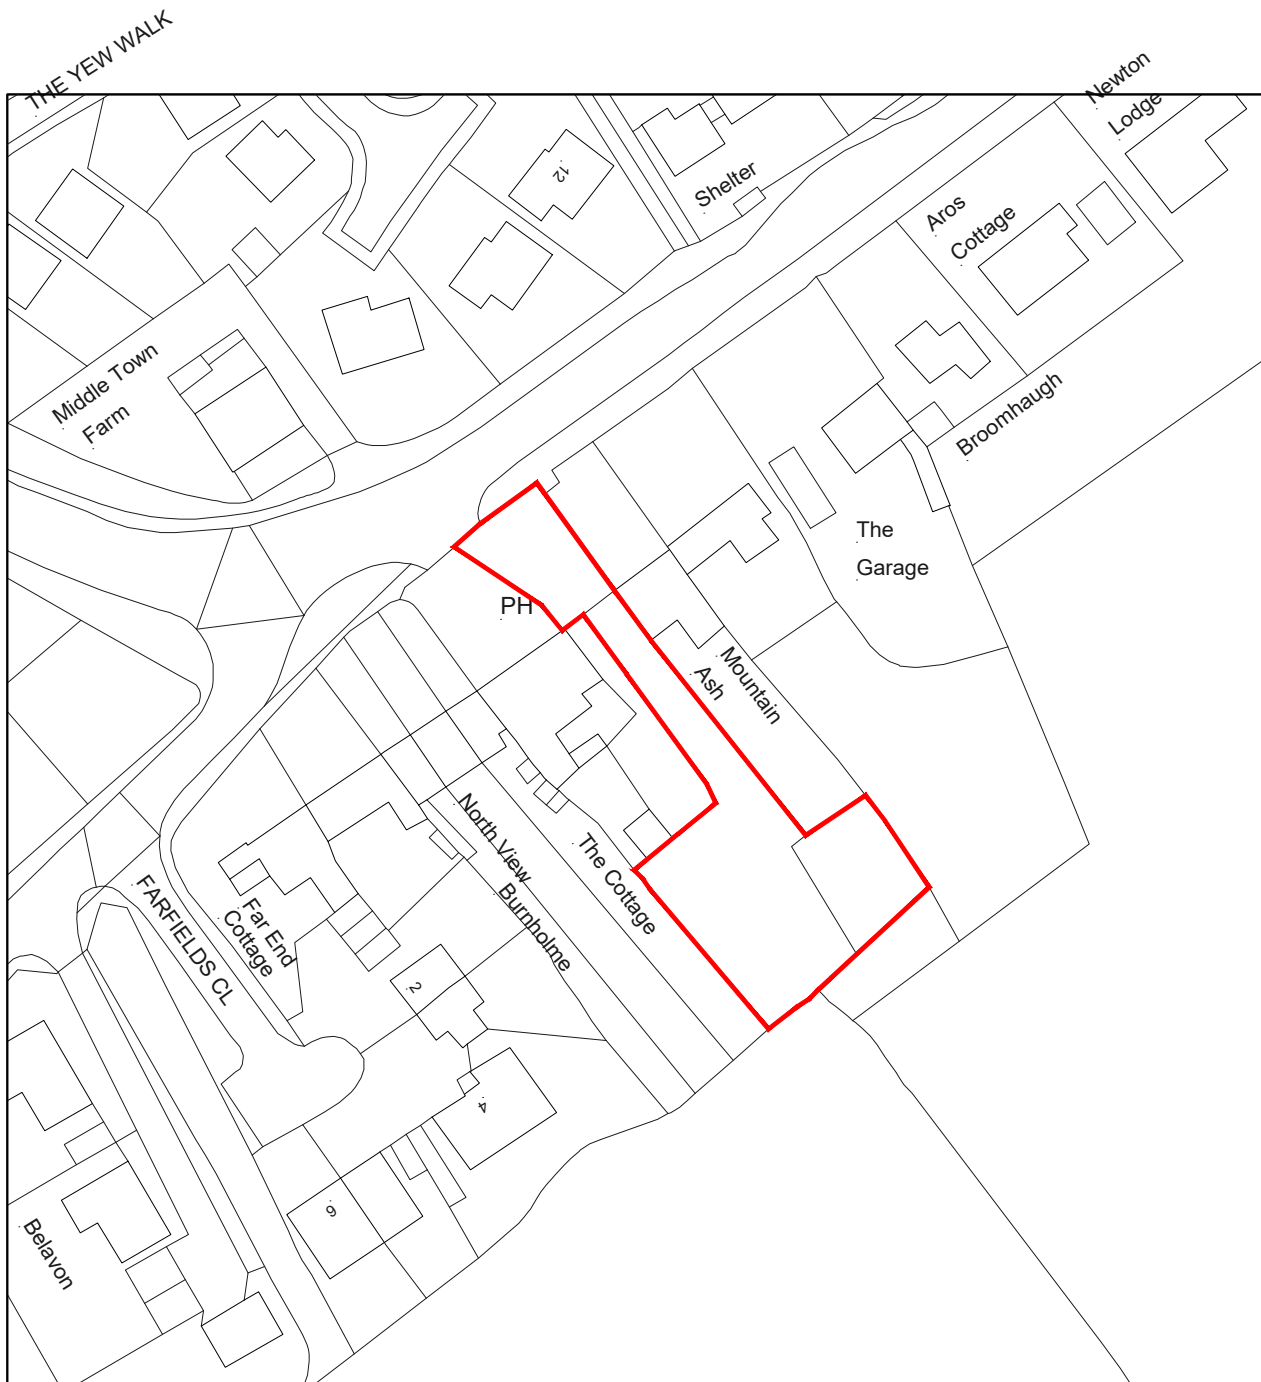 THE YEW WALK
Newton
Lodge
12
Shelter
Aros
Cottage
Middle Town
Farm
Broomhaugh
The
Garage
PH
Mountain
Ash
North View
The Cottage
Burnholme
FARFIELDS CL
Far End
Cottage
2
4
6
Belavon